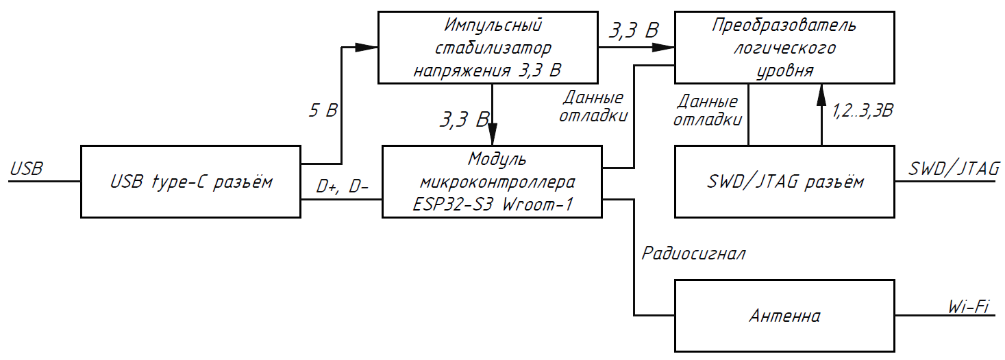 Импульсный
стабилизатор
напряжения 3,3 В
3,3 В
Преобразователь
логического
уровня
5 В
3,3 В
Данные
отладки
Данные
отладки
1,2..3,3В
USB
USB type-C разъём
D+, D-
Модуль
микроконтроллера
ESP32-S3 Wroom-1
SWD/JTAG разъём
SWD/JTAG
Радиосигнал
Антенна
Wi-Fi